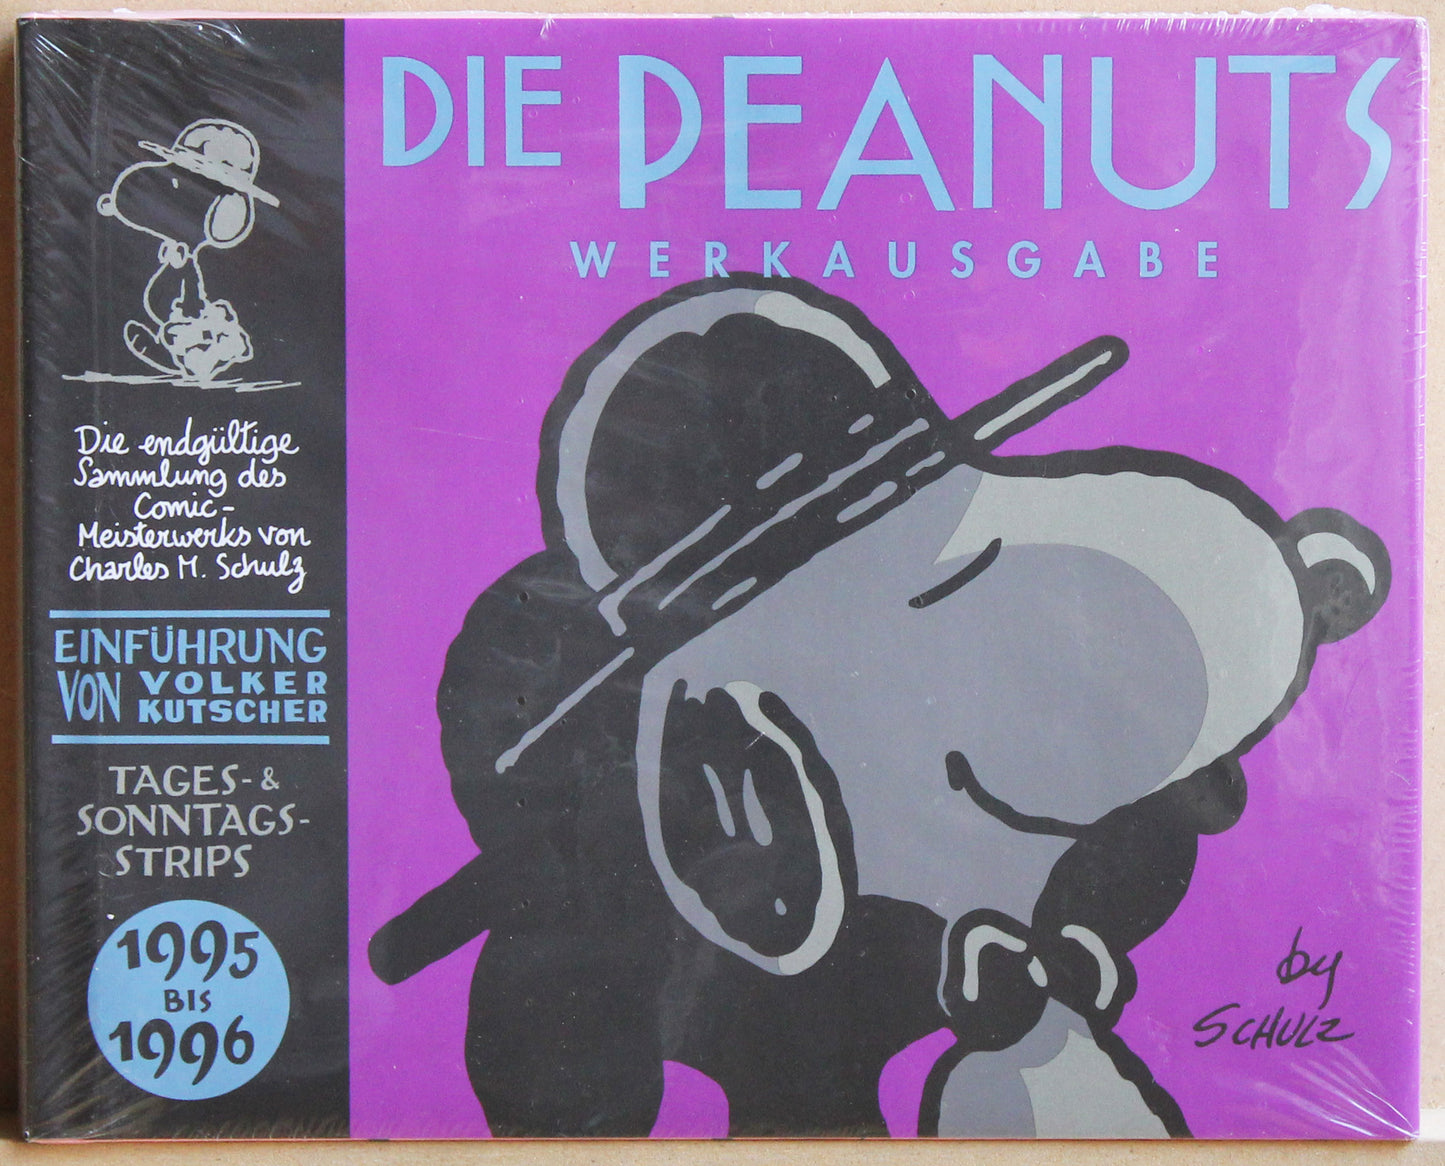 DIE PEANUTS
WERKAUSGABE
Die endgültige
Sammlung des
Comic-
Meisterwerks von
Charles M. Schulz
EINFÜHRUNG
VON VOLKER
KUTSCHER
TAGES- &
SONNTAGS-
STRIPS
1995
BIS
1996
by
SCHULZ